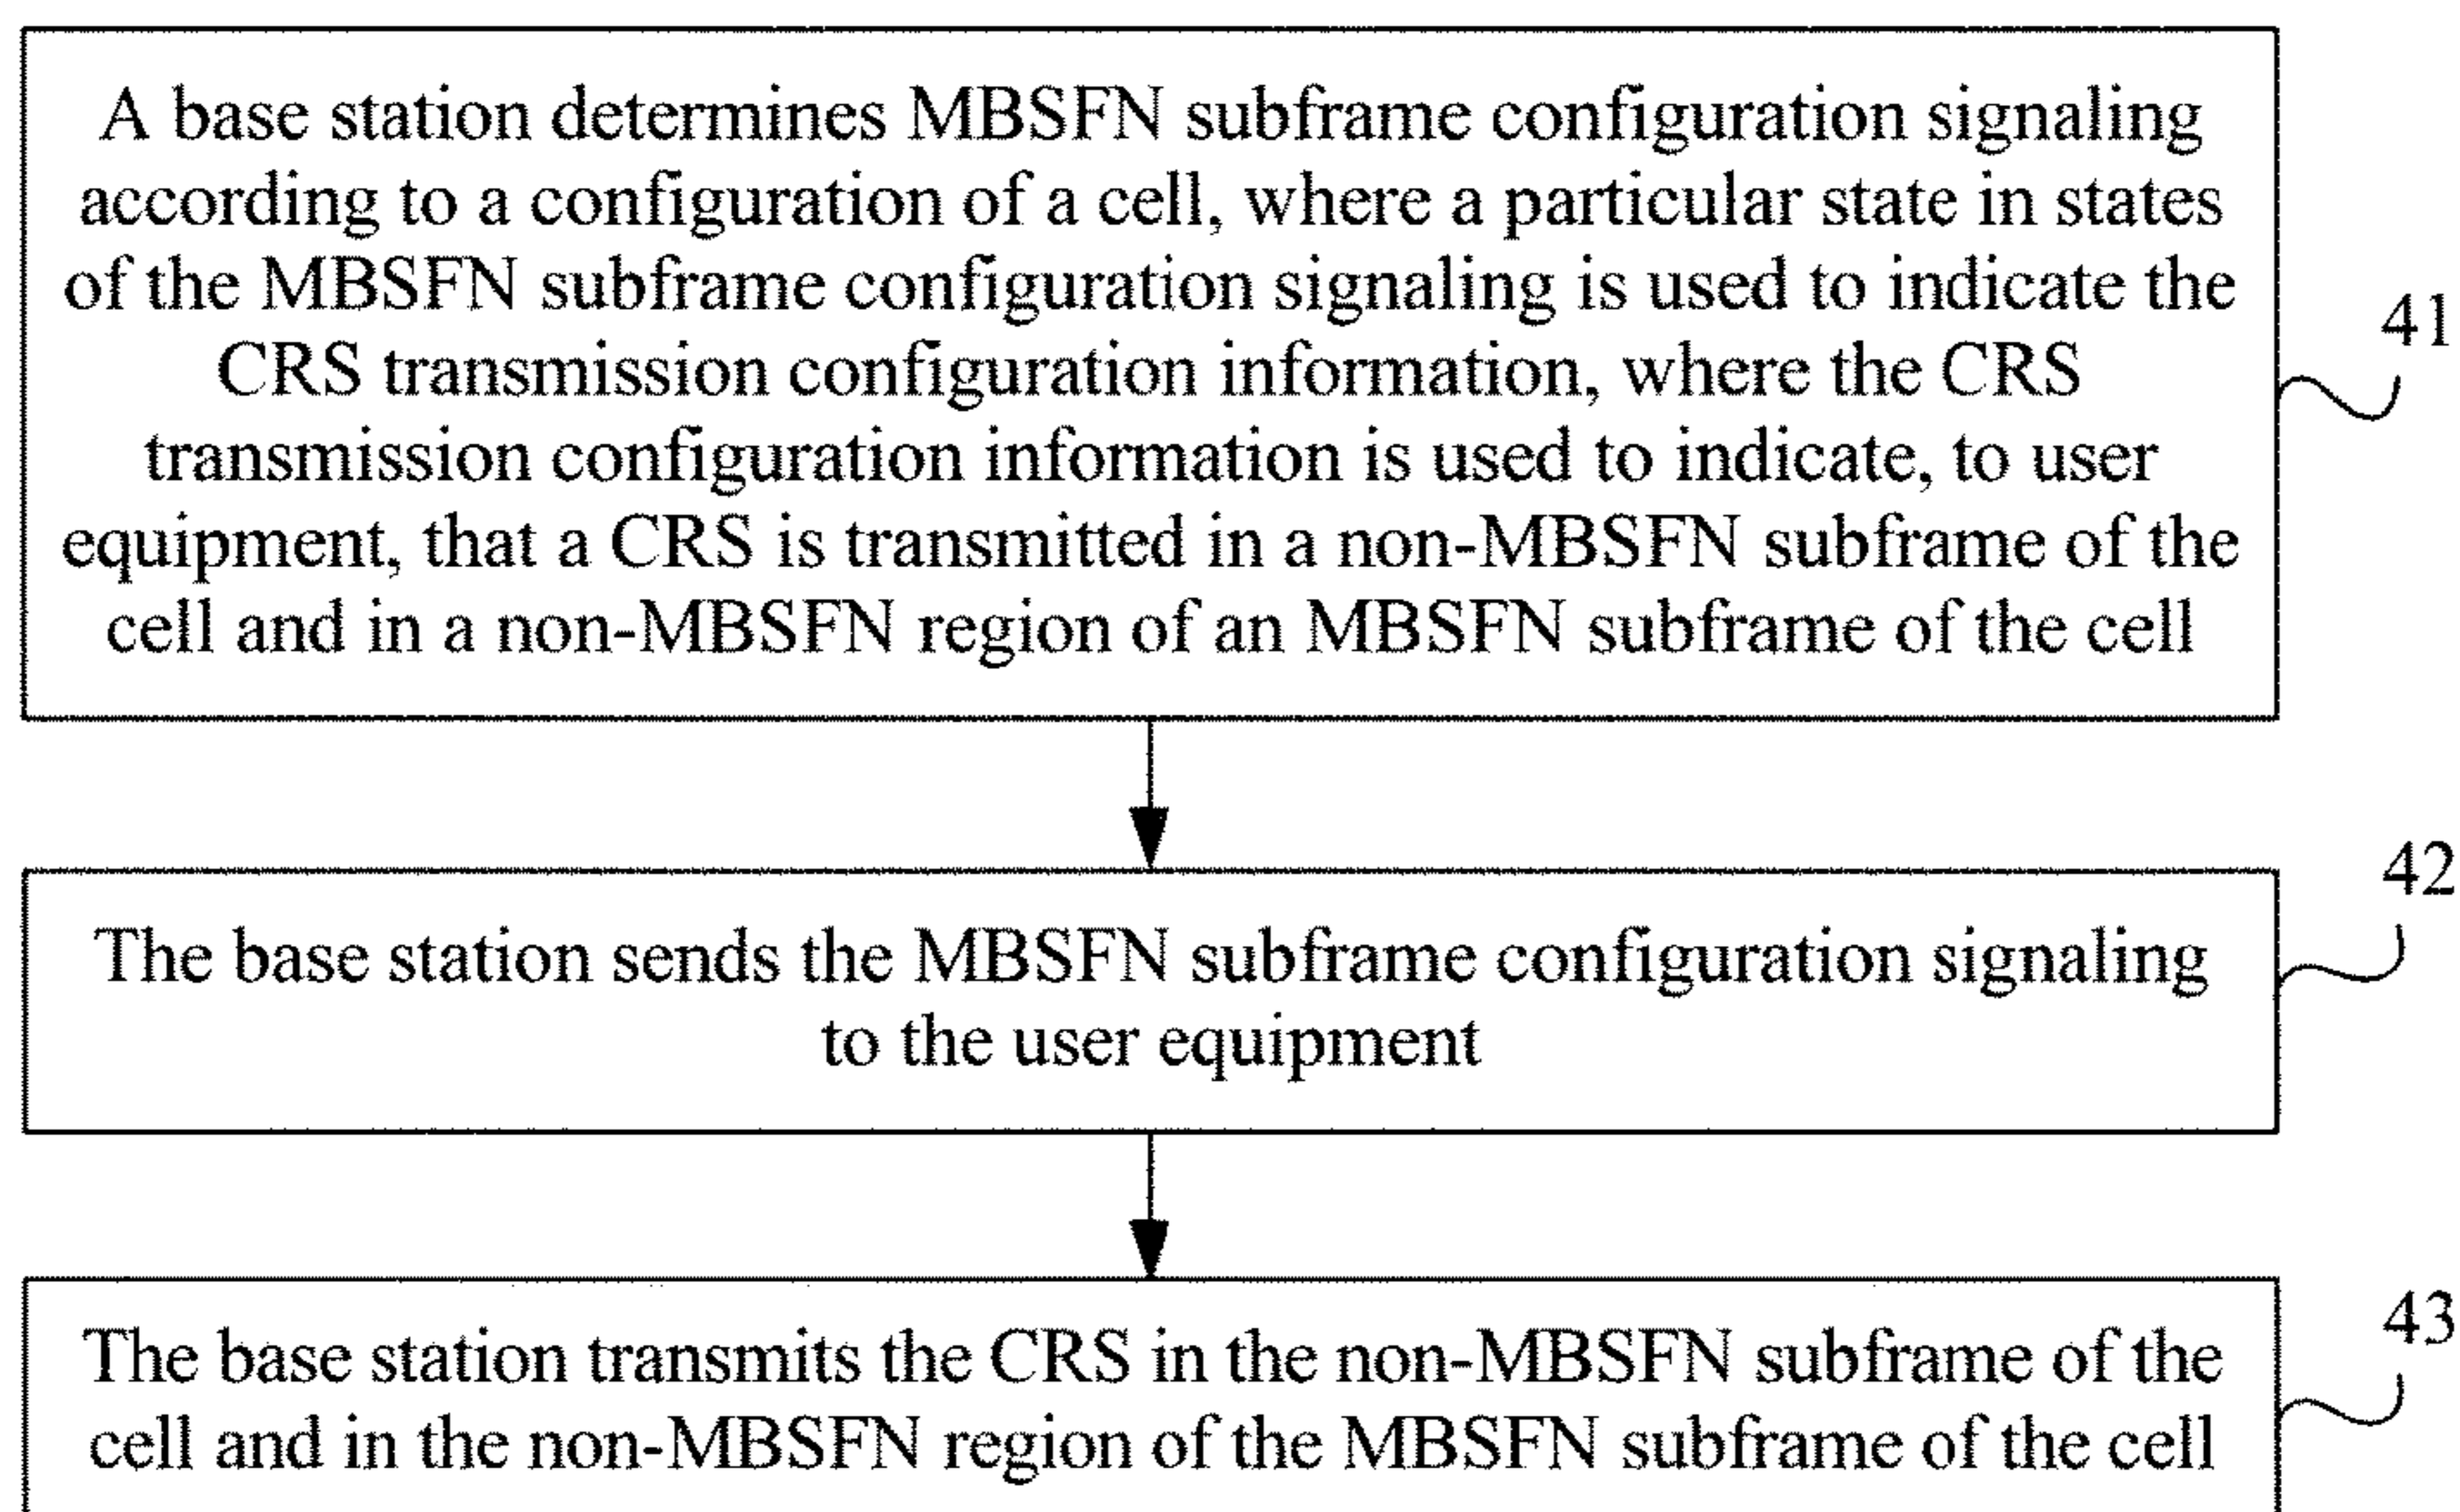 A base station determines MBSFN subframe configuration signaling
according to a configuration of a cell, where a particular state in states
of the MBSFN subframe configuration signaling is used to indicate the
CRS transmission configuration information, where the CRS
transmission configuration information is used to indicate, to user
equipment, that a CRS is transmitted in a non-MBSFN subframe of the
cell and in a non-MBSFN region of an MBSFN subframe of the cell
41
The base station sends the MBSFN subframe configuration signaling
to the user equipment
42
The base station transmits the CRS in the non-MBSFN subframe of the
cell and in the non-MBSFN region of the MBSFN subframe of the cell
43